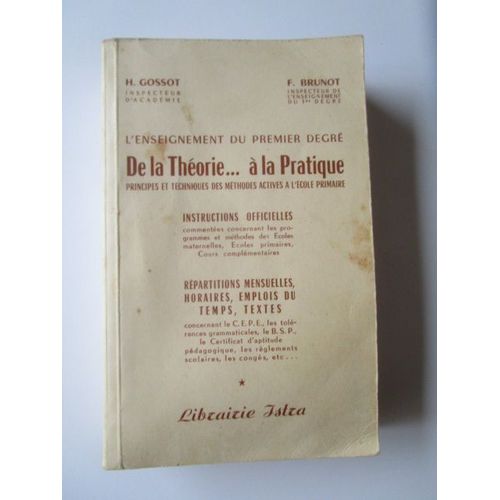 H. GOSSOT
INSPECTEUR
D'ACADÉMIE
F. BRUNOT
INSPECTEUR DE
L'ENSEIGNEMENT
DU 1er DEGRÉ
L'ENSEIGNEMENT DU PREMIER DEGRÉ
De la Théorie... à la Pratique
PRINCIPES ET TECHNIQUES DES MÉTHODES ACTIVES A L'ÉCOLE PRIMAIRE
INSTRUCTIONS OFFICIELLES
commentées concernant les pro-
grammes et méthodes des Ecoles
maternelles, Ecoles primaires,
Cours complémentaires
RÉPARTITIONS MENSUELLES,
HORAIRES, EMPLOIS DU
TEMPS, TEXTES
concernant le C.E.P.E., les tolé-
rences grammaticales, le B.S.P.,
le Certificat d'aptitude
pédagogique, les règlements
scolaires, les congés, etc...
Librairie Istra